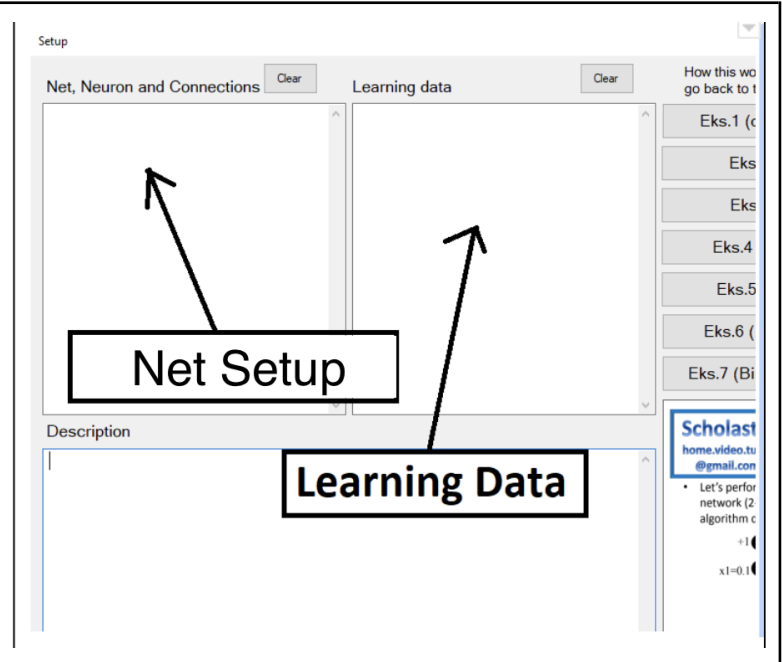 Setup
Net, Neuron and Connections
Clear
Learning data
Clear
How this wo
go back to t
Eks.1 (c
Eks
Eks
Eks.4
Eks.5
Eks.6 (
Eks.7 (Bi
Net Setup
Description
Learning Data
Scholast
home.video.tu
@gmail.com
• Let's perfor
network (2
algorithm c
+1
x1=0.1